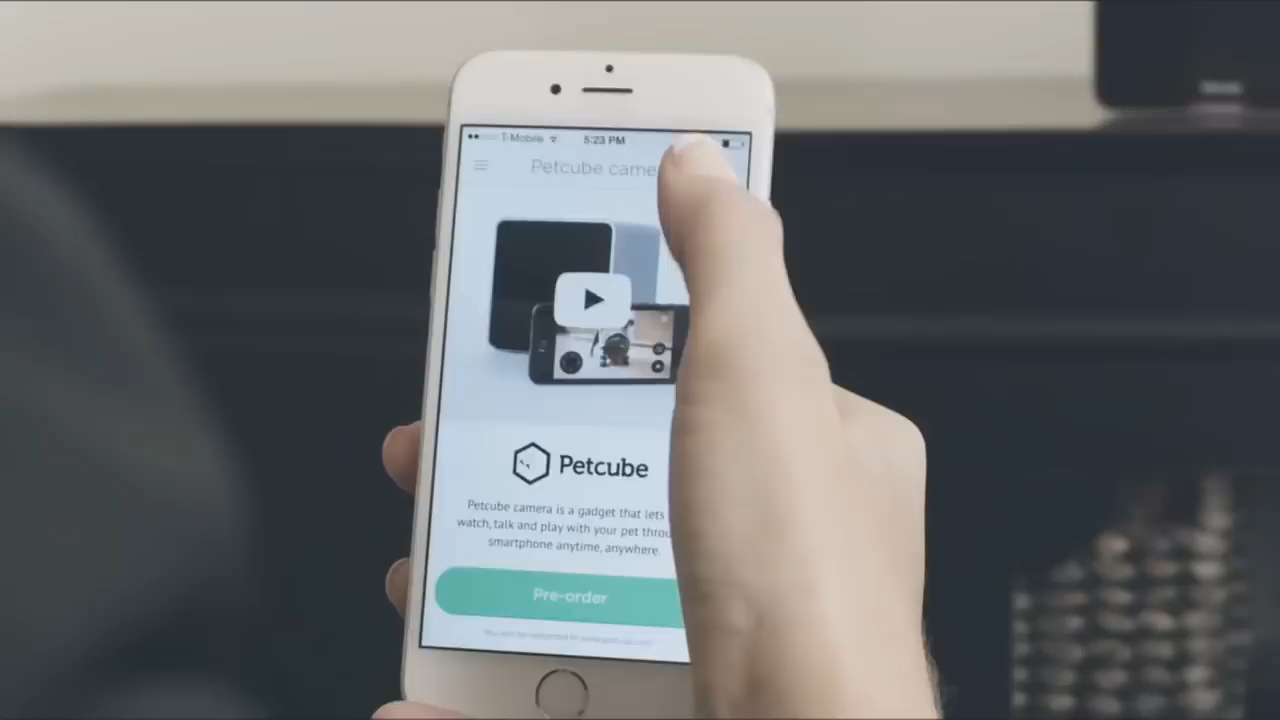 T-Mobile 5:23 PM
Petcube came
Petcube
Petcube camera is a gadget that lets
watch, talk and play with your pet throu
smartphone anytime, anywhere.
Pre-order